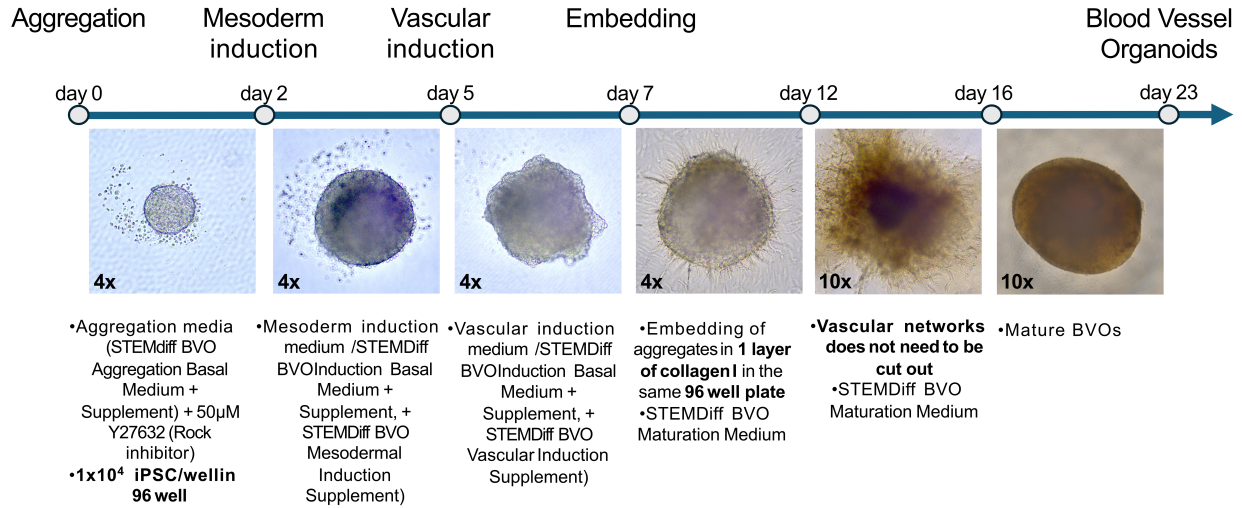 Aggregation
Mesoderm
induction
Vascular
induction
Embedding
Blood Vessel
Organoids
day 0
day 2
day 5
day 7
day 12
day 16
day 23
4x
4x
4x
4x
10x
10x
•Aggregation media
(STEMdiff BVO
Aggregation Basal
Medium +
Supplement) + 50µM
Y27632 (Rock
inhibitor)
•1x10⁴ iPSC/wellin
96 well
•Mesoderm induction
medium /STEMDiff
BVOInduction Basal
Medium +
Supplement, +
STEMDiff BVO
Mesodermal
Induction
Supplement)
•Vascular induction
medium /STEMDiff
BVOInduction Basal
Medium +
Supplement, +
STEMDiff BVO
Vascular Induction
Supplement)
•Embedding of
aggregates in 1 layer
of collagen I in the
same 96 well plate
•STEMDiff BVO
Maturation Medium
•Vascular networks
does not need to be
cut out
•STEMDiff BVO
Maturation Medium
•Mature BVOs